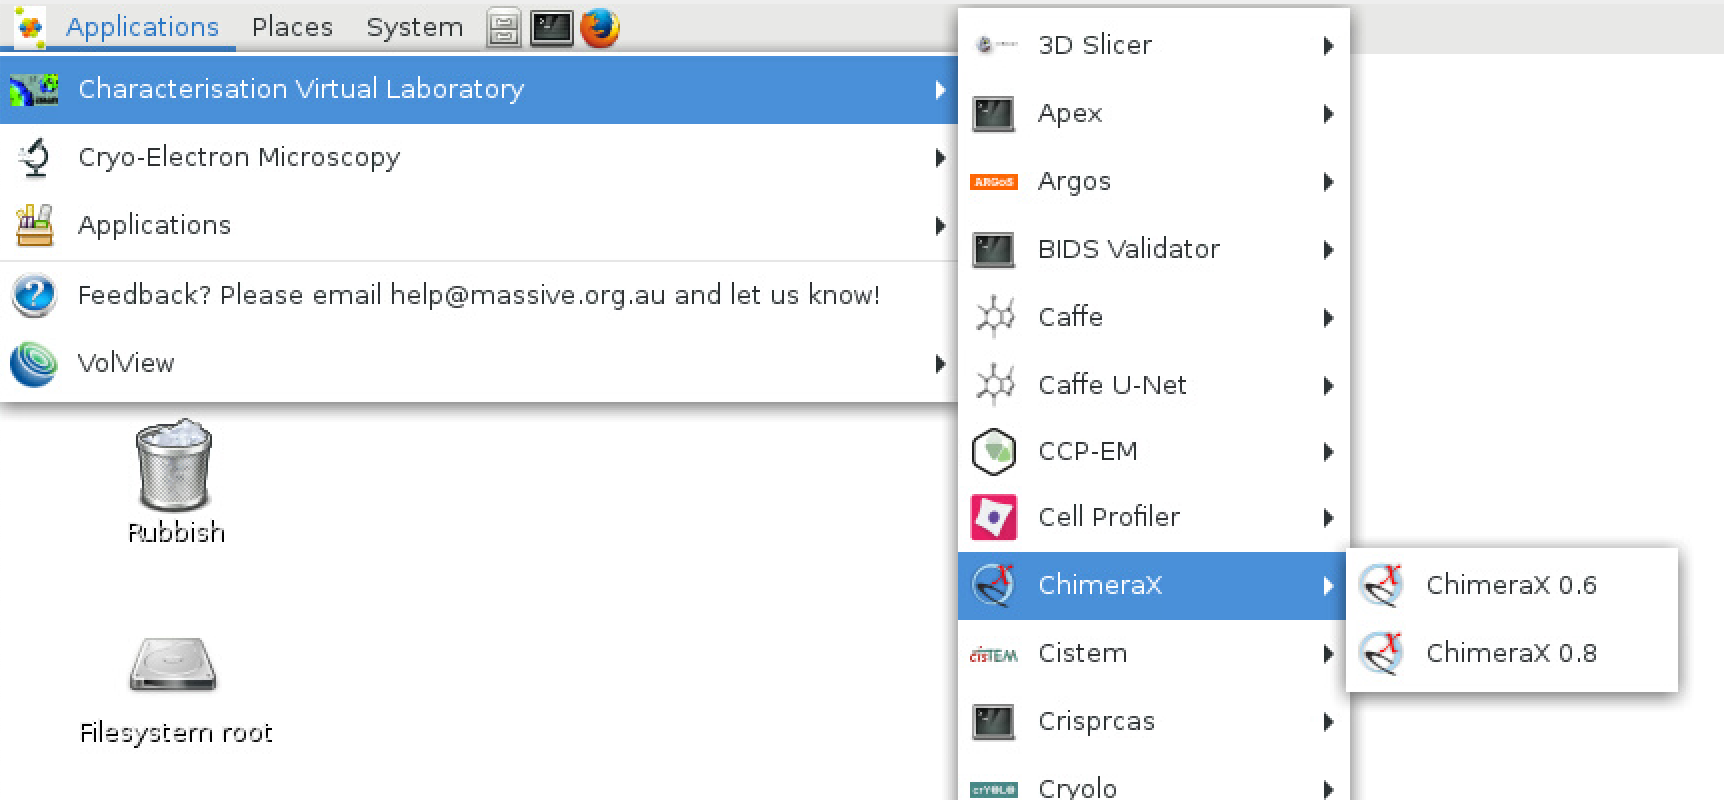 Applications Places System
Characterisation Virtual Laboratory
Cryo-Electron Microscopy
Applications
Feedback? Please email help@massive.org.au and let us know!
VolView
Rubbish
Filesystem root
3D Slicer
Apex
ARGOS Argos
BIDS Validator
Caffe
Caffe U-Net
CCP-EM
Cell Profiler
ChimeraX
cisTEM Cistem
Crisprcas
crYOLO Cryolo
ChimeraX 0.6
ChimeraX 0.8